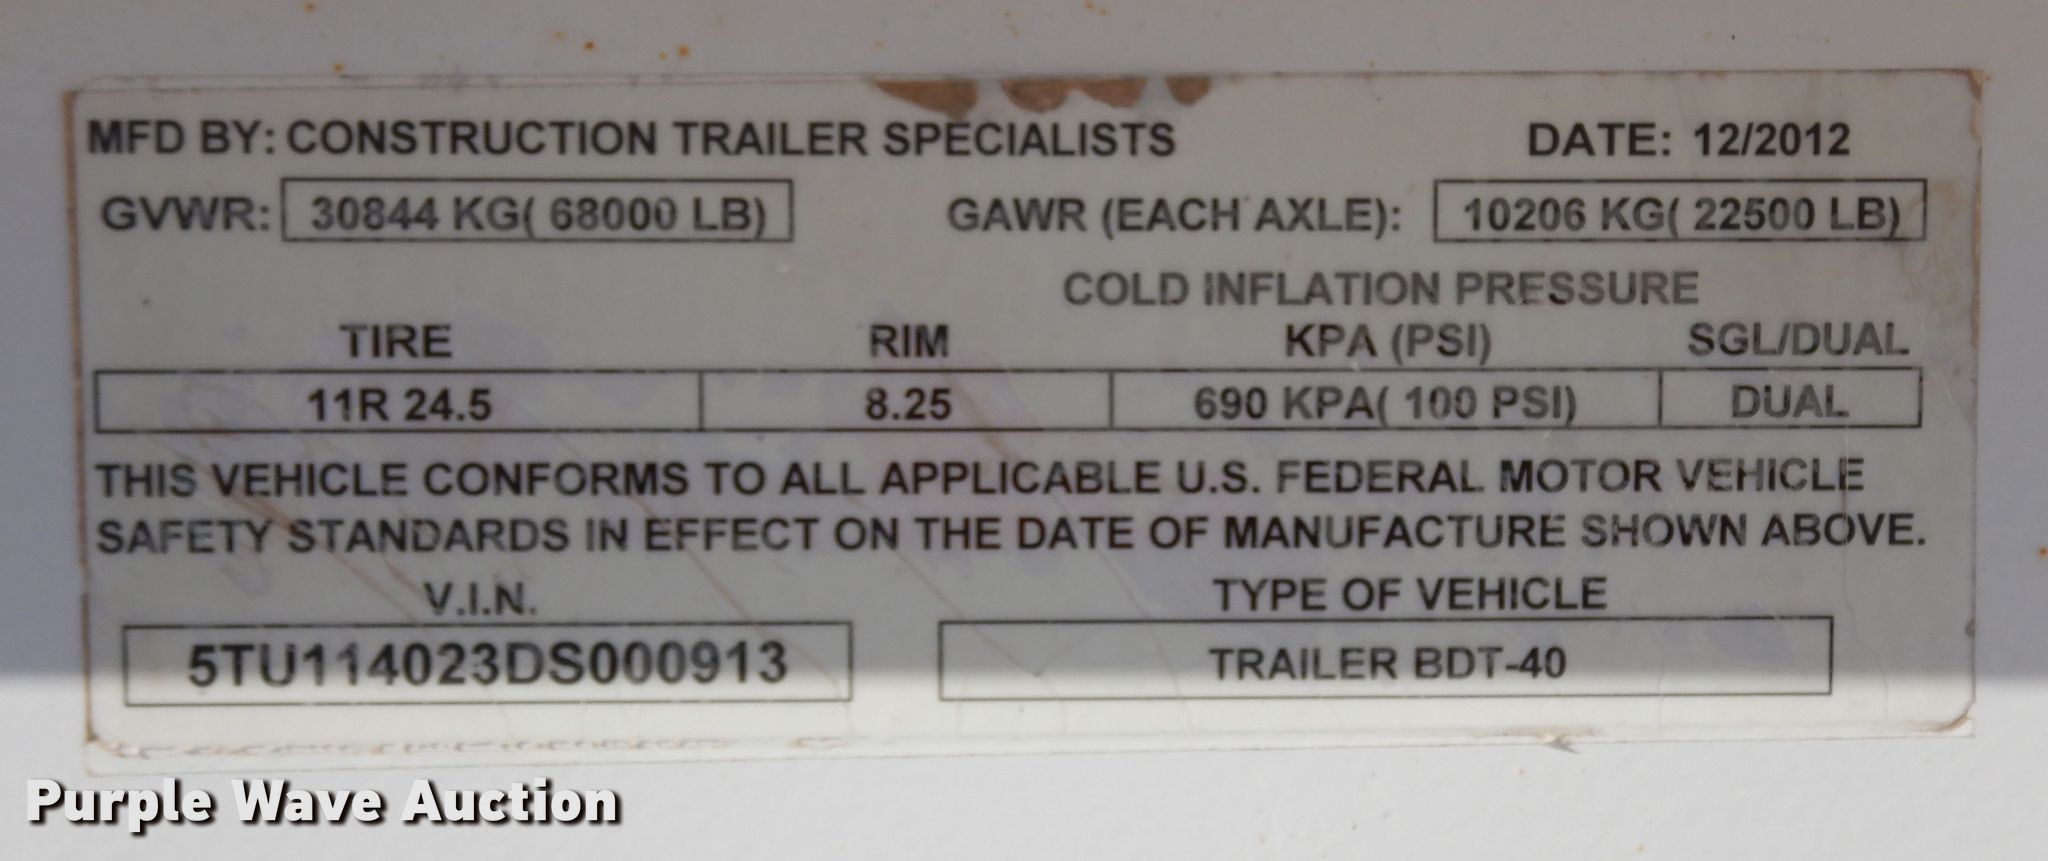 MFD BY: CONSTRUCTION TRAILER SPECIALISTS DATE: 12/2012
GVWR: 30844 KG( 68000 LB) GAWR (EACH AXLE): 10206 KG( 22500 LB)
COLD INFLATION PRESSURE
TIRE RIM KPA (PSI) SGL/DUAL
11R 24.5 8.25 690 KPA( 100 PSI) DUAL
THIS VEHICLE CONFORMS TO ALL APPLICABLE U.S. FEDERAL MOTOR VEHICLE
SAFETY STANDARDS IN EFFECT ON THE DATE OF MANUFACTURE SHOWN ABOVE.
V.I.N. TYPE OF VEHICLE
5TU114023DS000913 TRAILER BDT-40
Purple Wave Auction